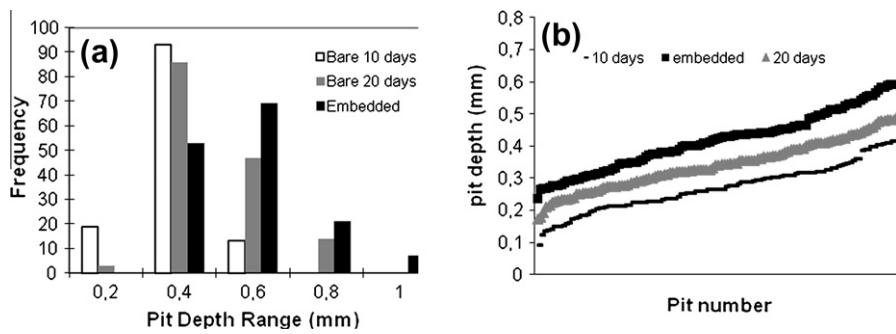 (a)
100
90
80
70
60
50
40
30
20
10
0
Frequency
Bare 10 days
Bare 20 days
Embedded
0,2 0,4 0,6 0,8 1
Pit Depth Range (mm)
(b)
0,8
0,7
0,6
0,5
0,4
0,3
0,2
0,1
0
pit depth (mm)
10 days embedded 20 days
Pit number